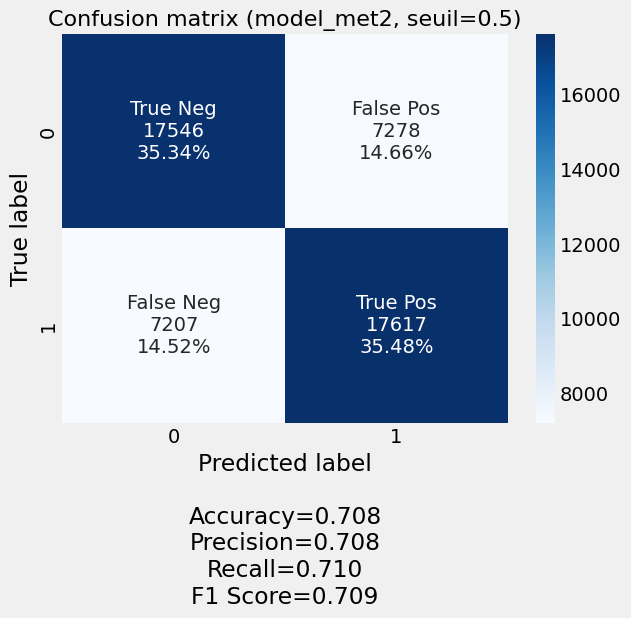 Confusion matrix (model_met2, seuil=0.5)
True Neg
17546
35.34%
False Pos
7278
14.66%
False Neg
7207
14.52%
True Pos
17617
35.48%
0
1
True label
0
1
Predicted label
16000
14000
12000
10000
8000
Accuracy=0.708
Precision=0.708
Recall=0.710
F1 Score=0.709